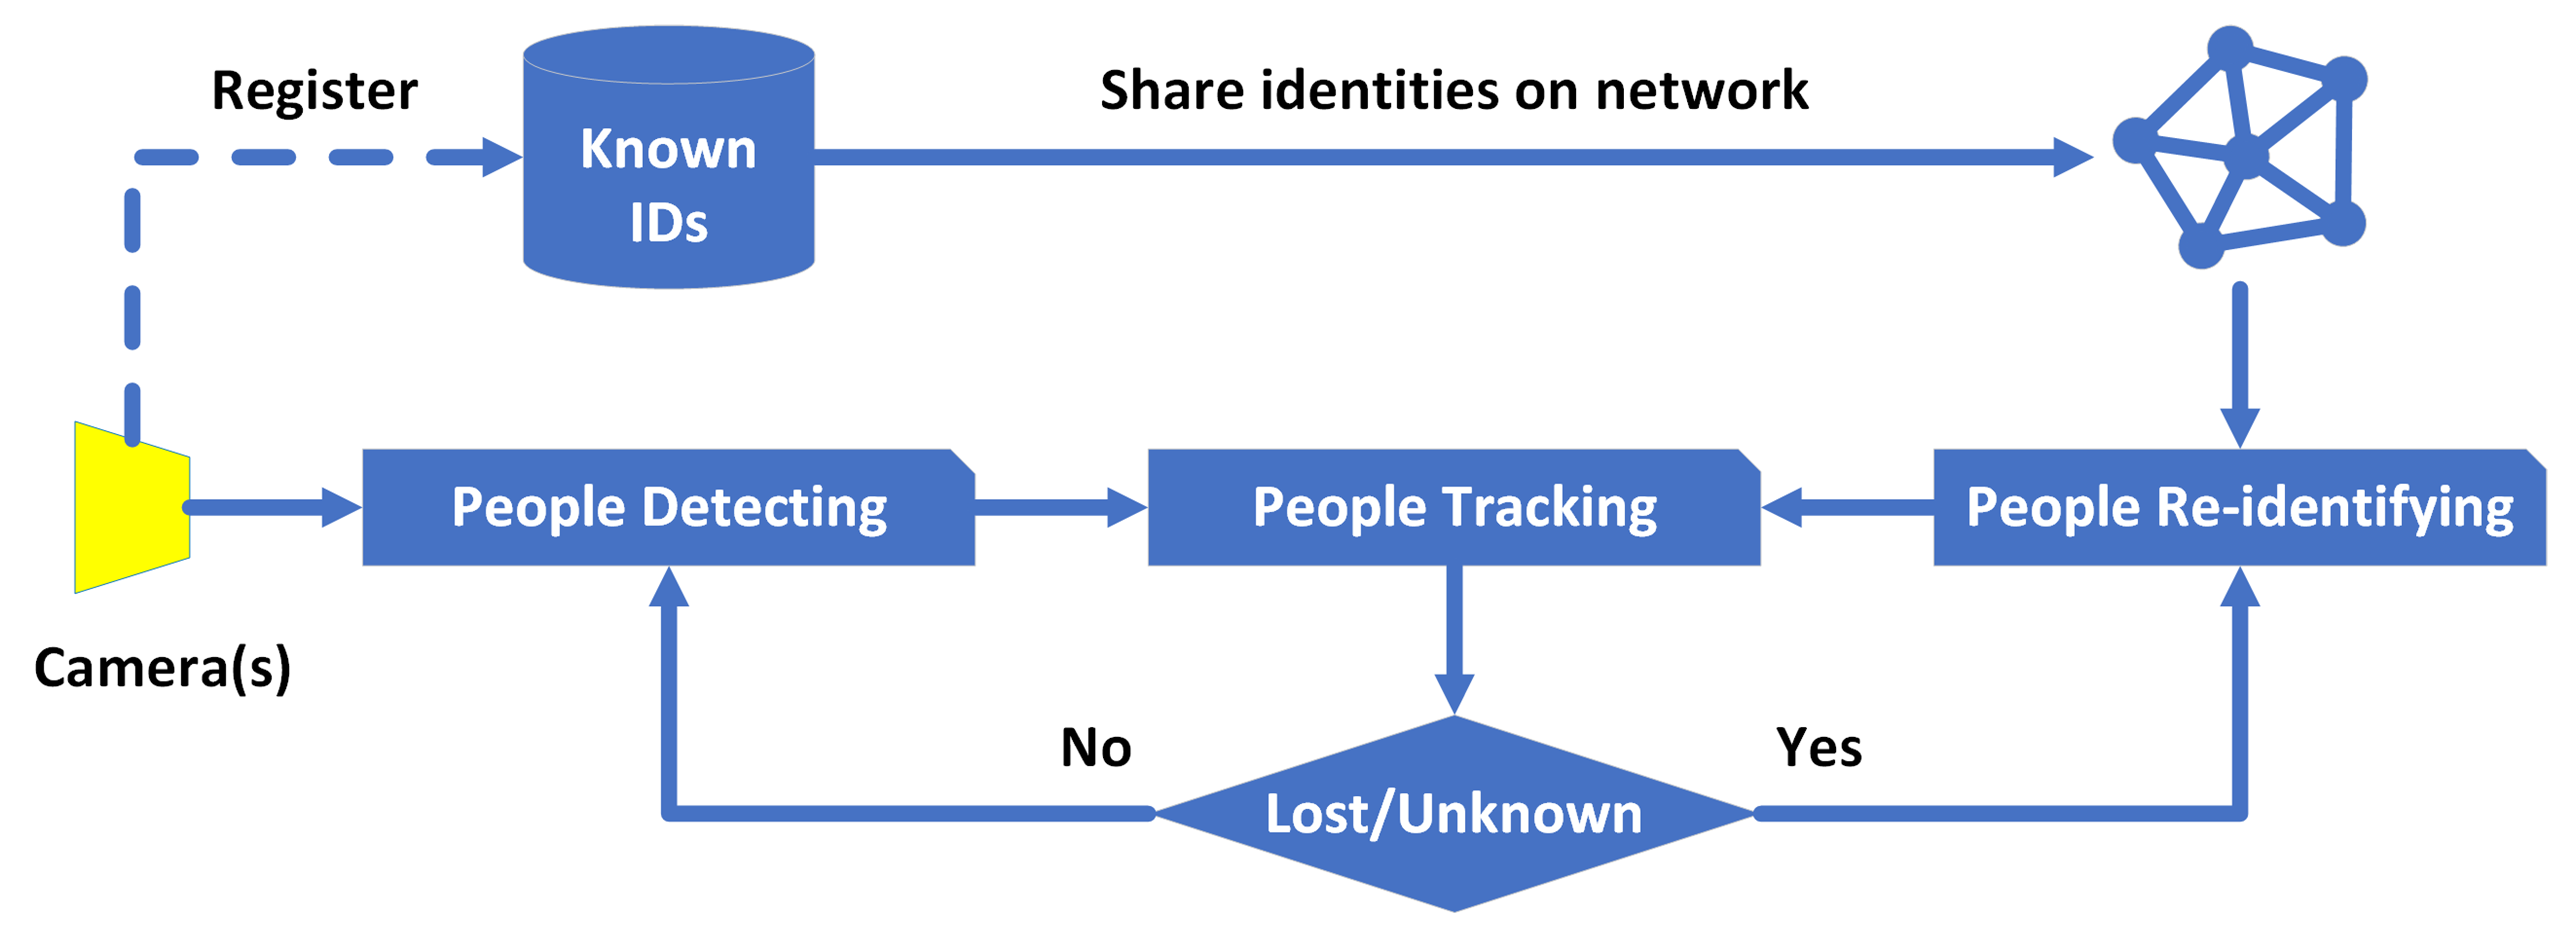 Register
Known
IDs
Share identities on network
People Detecting
People Tracking
People Re-identifying
Camera(s)
No
Yes
Lost/Unknown